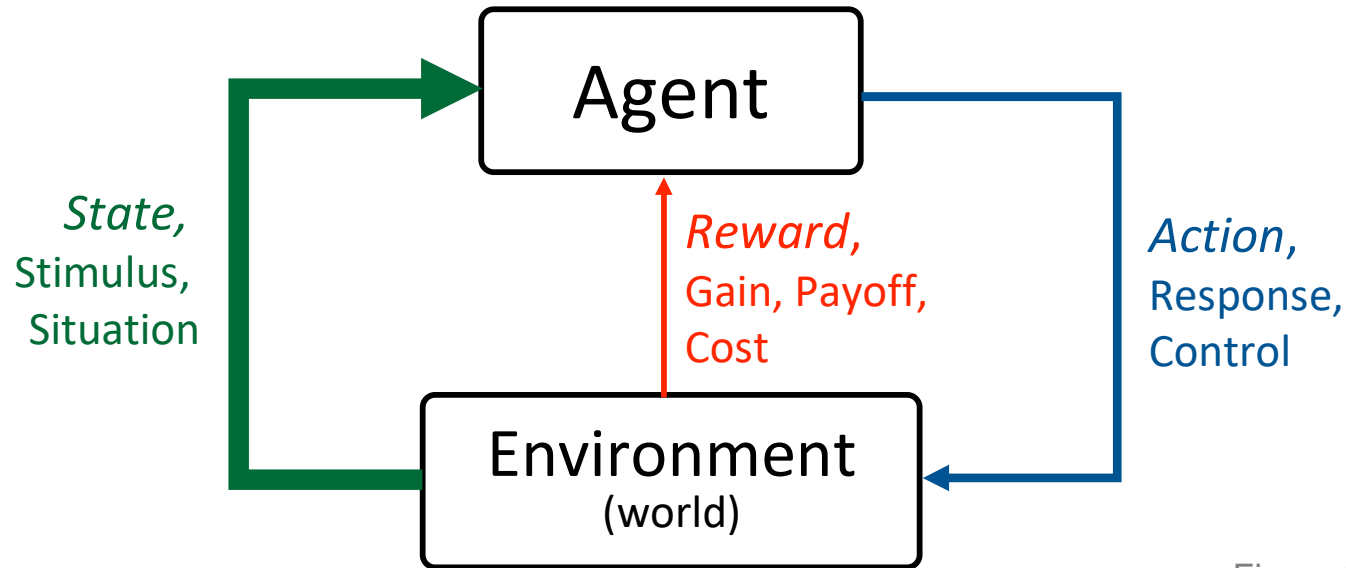 Agent
State,
Stimulus,
Situation
Reward,
Gain, Payoff,
Cost
Action,
Response,
Control
Environment
(world)